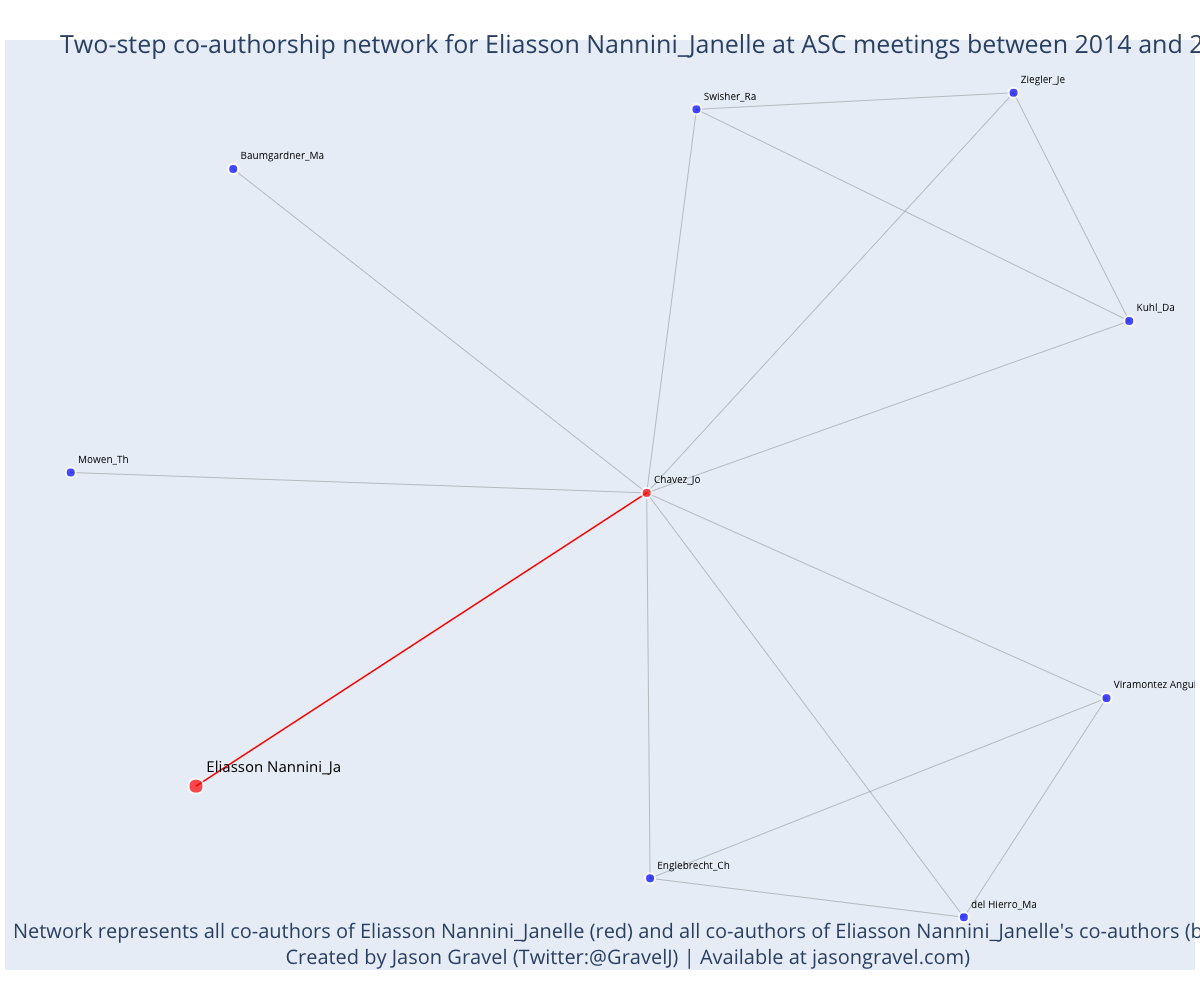 Two-step co-authorship network for Eliasson Nannini_Janelle at ASC meetings between 2014 and 2
Ziegler_Je
Swisher_Ra
Baumgardner_Ma
Kuhl_Da
Mowen_Th
Chavez_Jo
Viramontez Angui
Eliasson Nannini_Ja
Englebrecht_Ch
del Hierro_Ma
Network represents all co-authors of Eliasson Nannini_Janelle (red) and all co-authors of Eliasson Nannini_Janelle's co-authors (b
Created by Jason Gravel (Twitter:@GravelJ) | Available at jasongravel.com)